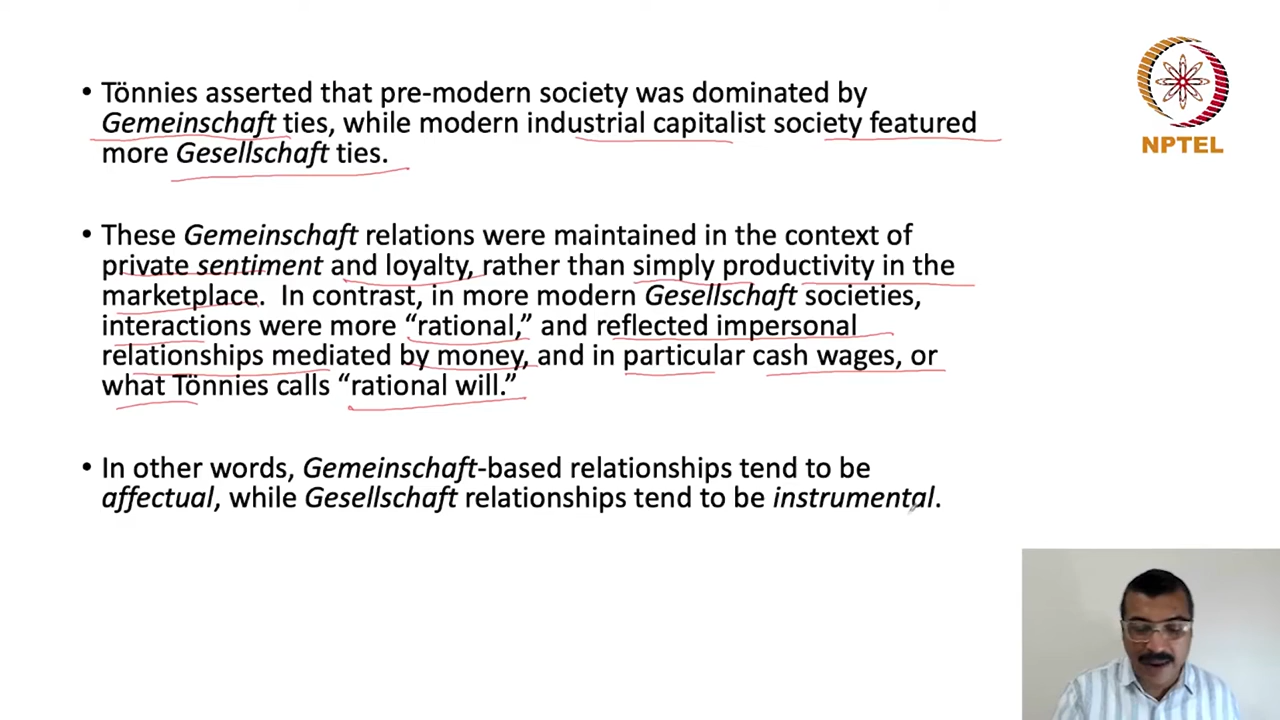 • Tönnies asserted that pre-modern society was dominated by
Gemeinschaft ties, while modern industrial capitalist society featured
more Gesellschaft ties.
• These Gemeinschaft relations were maintained in the context of
private sentiment and loyalty, rather than simply productivity in the
marketplace.  In contrast, in more modern Gesellschaft societies,
interactions were more “rational,” and reflected impersonal
relationships mediated by money, and in particular cash wages, or
what Tönnies calls “rational will.”
• In other words, Gemeinschaft-based relationships tend to be
affectual, while Gesellschaft relationships tend to be instrumental.
NPTEL